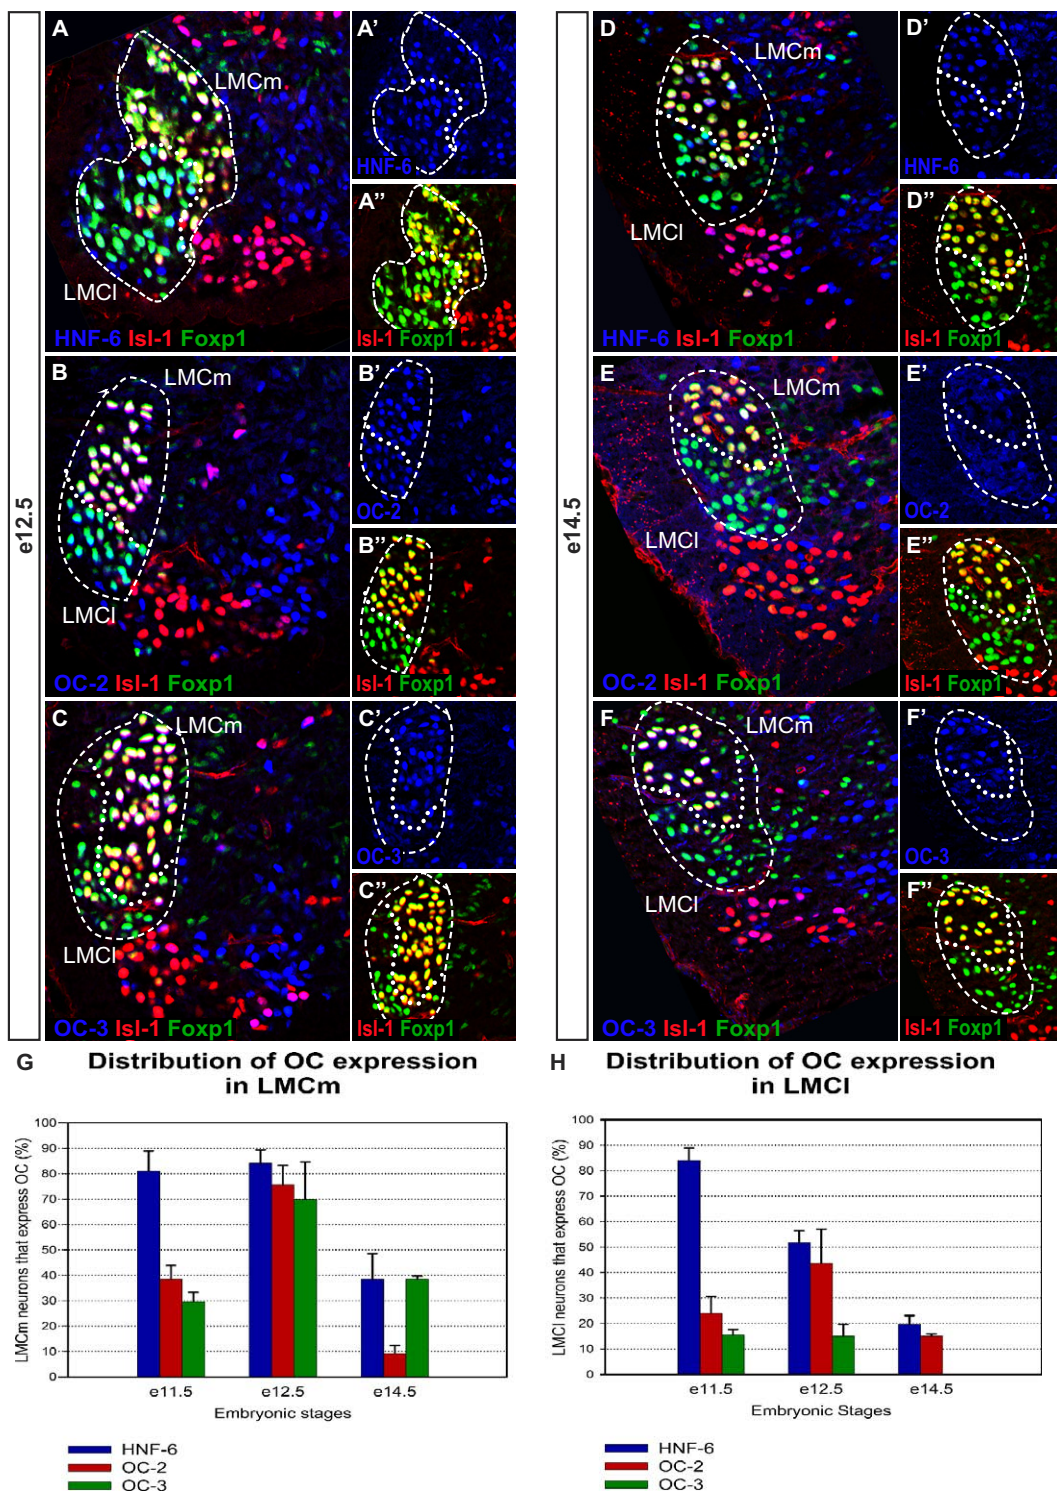 e12.5
A
LMCm
LMCl
HNF-6 Isl-1 Foxp1
A'
HNF-6
A''
Isl-1 Foxp1
B
LMCm
LMCl
OC-2 Isl-1 Foxp1
B'
OC-2
B''
Isl-1 Foxp1
C
LMCm
LMCl
OC-3 Isl-1 Foxp1
C'
OC-3
C''
Isl-1 Foxp1
e14.5
D
LMCm
LMCl
HNF-6 Isl-1 Foxp1
D'
HNF-6
D''
Isl-1 Foxp1
E
LMCm
LMCl
OC-2 Isl-1 Foxp1
E'
OC-2
E''
Isl-1 Foxp1
F
LMCm
LMCl
OC-3 Isl-1 Foxp1
F'
OC-3
F''
Isl-1 Foxp1
G
Distribution of OC expression
in LMCm
LMCm neurons that express OC (%)
100
90
80
70
60
50
40
30
20
10
0
e11.5 e12.5 e14.5
Embryonic stages
HNF-6
OC-2
OC-3
H
Distribution of OC expression
in LMCl
LMCl neurons that express OC (%)
100
90
80
70
60
50
40
30
20
10
0
e11.5 e12.5 e14.5
Embryonic Stages
HNF-6
OC-2
OC-3